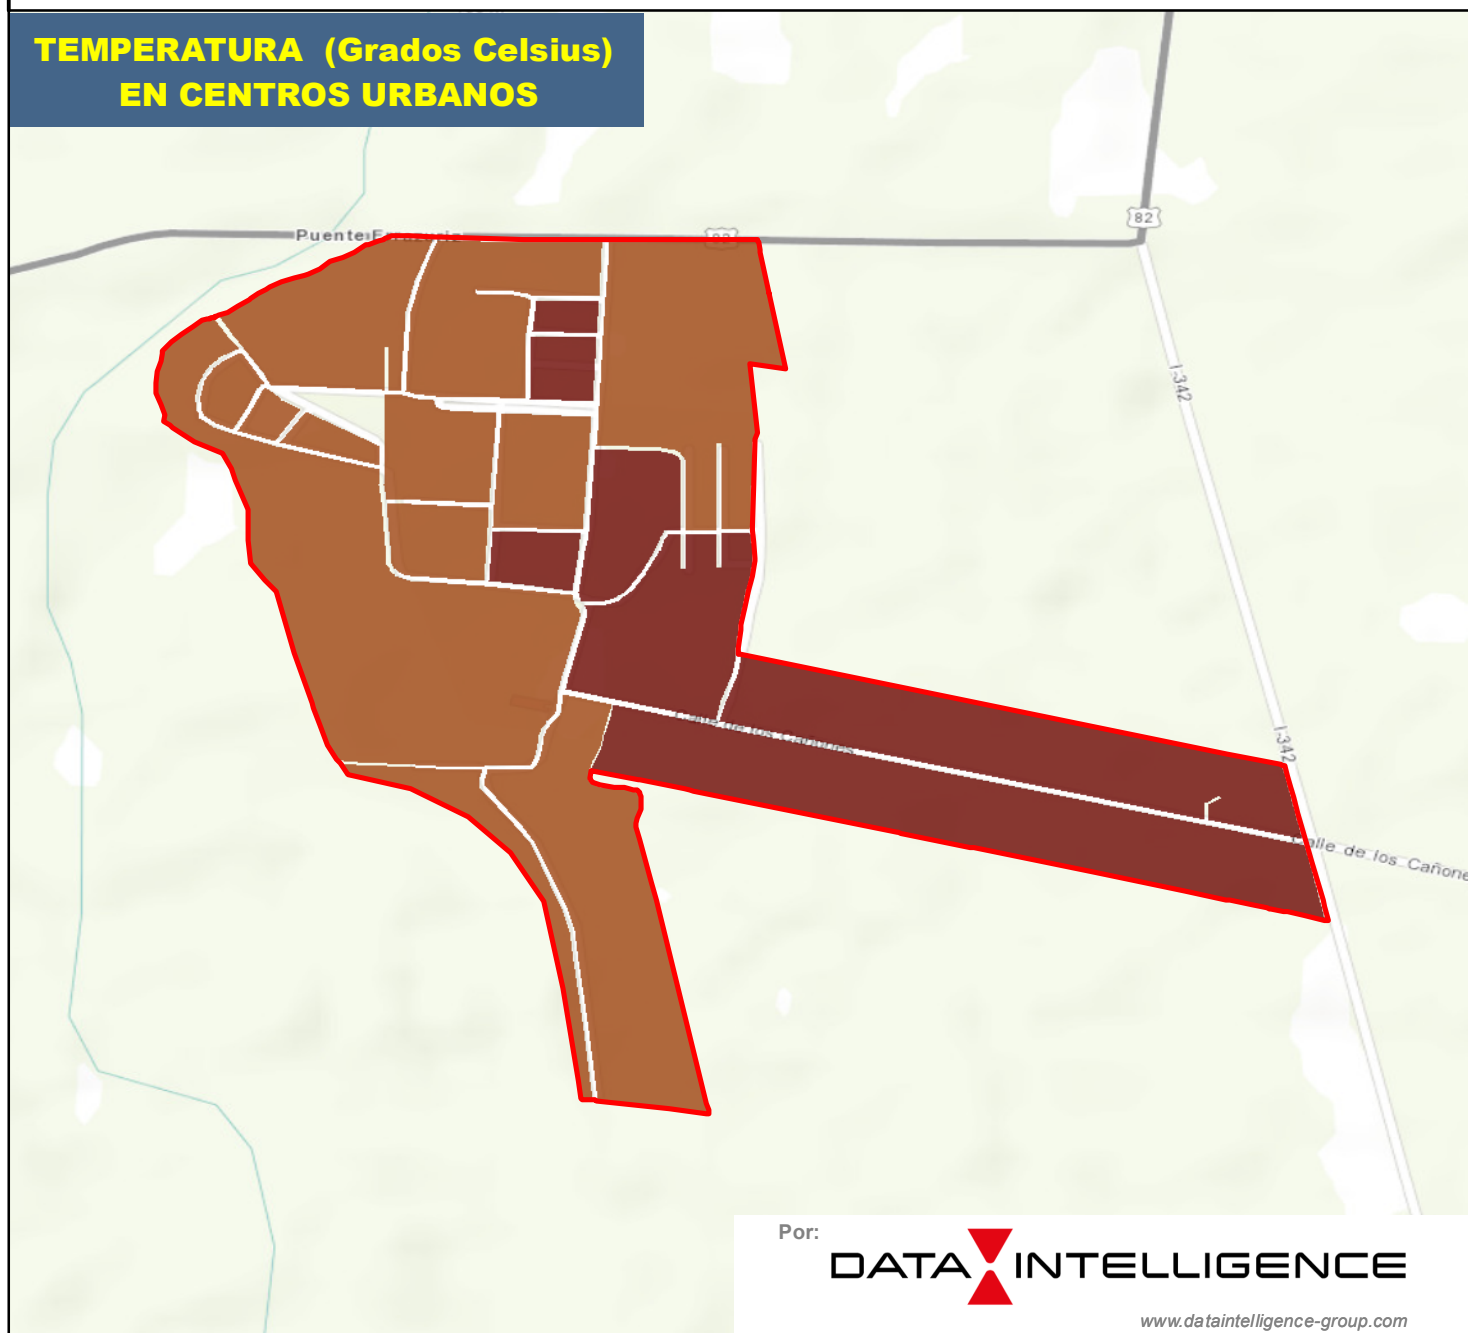 TEMPERATURA (Grados Celsius)
EN CENTROS URBANOS
82
Puente
I-342
I-342
Calle de los Cañone
Por:
DATA INTELLIGENCE
www.dataintelligence-group.com